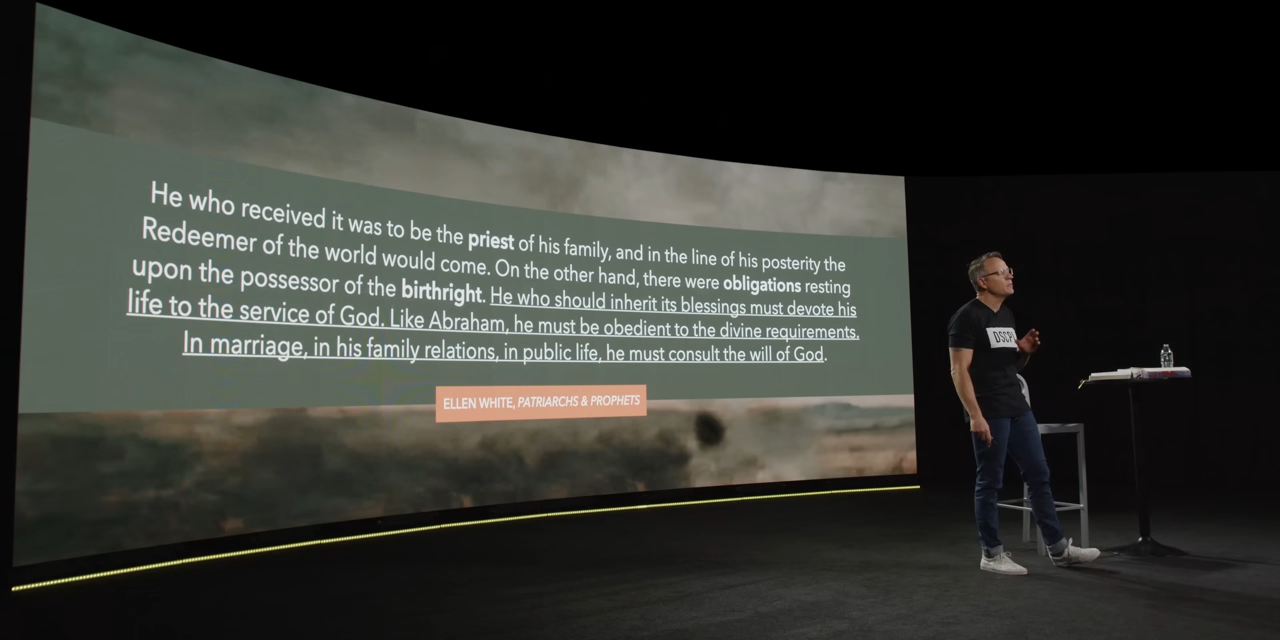 He who received it was to be the priest of his family, and in the line of his posterity the
Redeemer of the world would come. On the other hand, there were obligations resting
upon the possessor of the birthright. He who should inherit its blessings must devote his
life to the service of God. Like Abraham, he must be obedient to the divine requirements.
In marriage, in his family relations, in public life, he must consult the will of God.
ELLEN WHITE, PATRIARCHS & PROPHETS
DSCPL